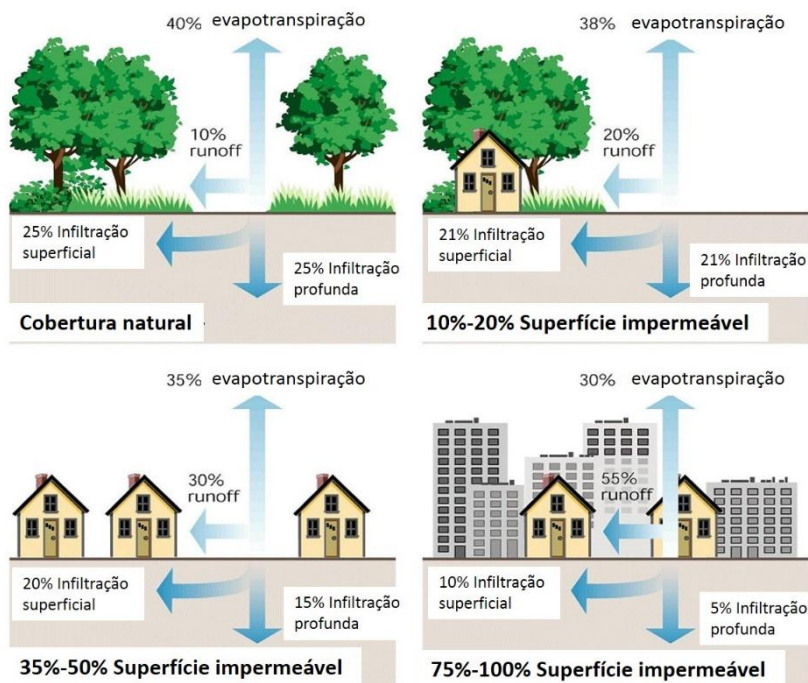 40% evapotranspiração
10%
runoff
25% Infiltração
superficial
25% Infiltração
profunda
Cobertura natural -
38% evapotranspiração
20%
runoff
21% Infiltração
superficial
21% Infiltração
profunda
10%-20% Superfície impermeável
35% evapotranspiração
30%
runoff
20% Infiltração
superficial
15% Infiltração
profunda
35%-50% Superfície impermeável
30% evapotranspiração
55%
runoff
10% Infiltração
superficial
5% Infiltração
profunda
75%-100% Superfície impermeável